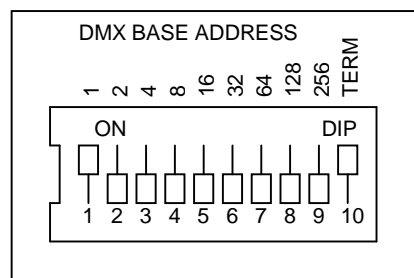 DMX BASE ADDRESS
1 2 4 8 16 32 64 128 256 TERM
ON DIP
1 2 3 4 5 6 7 8 9 10